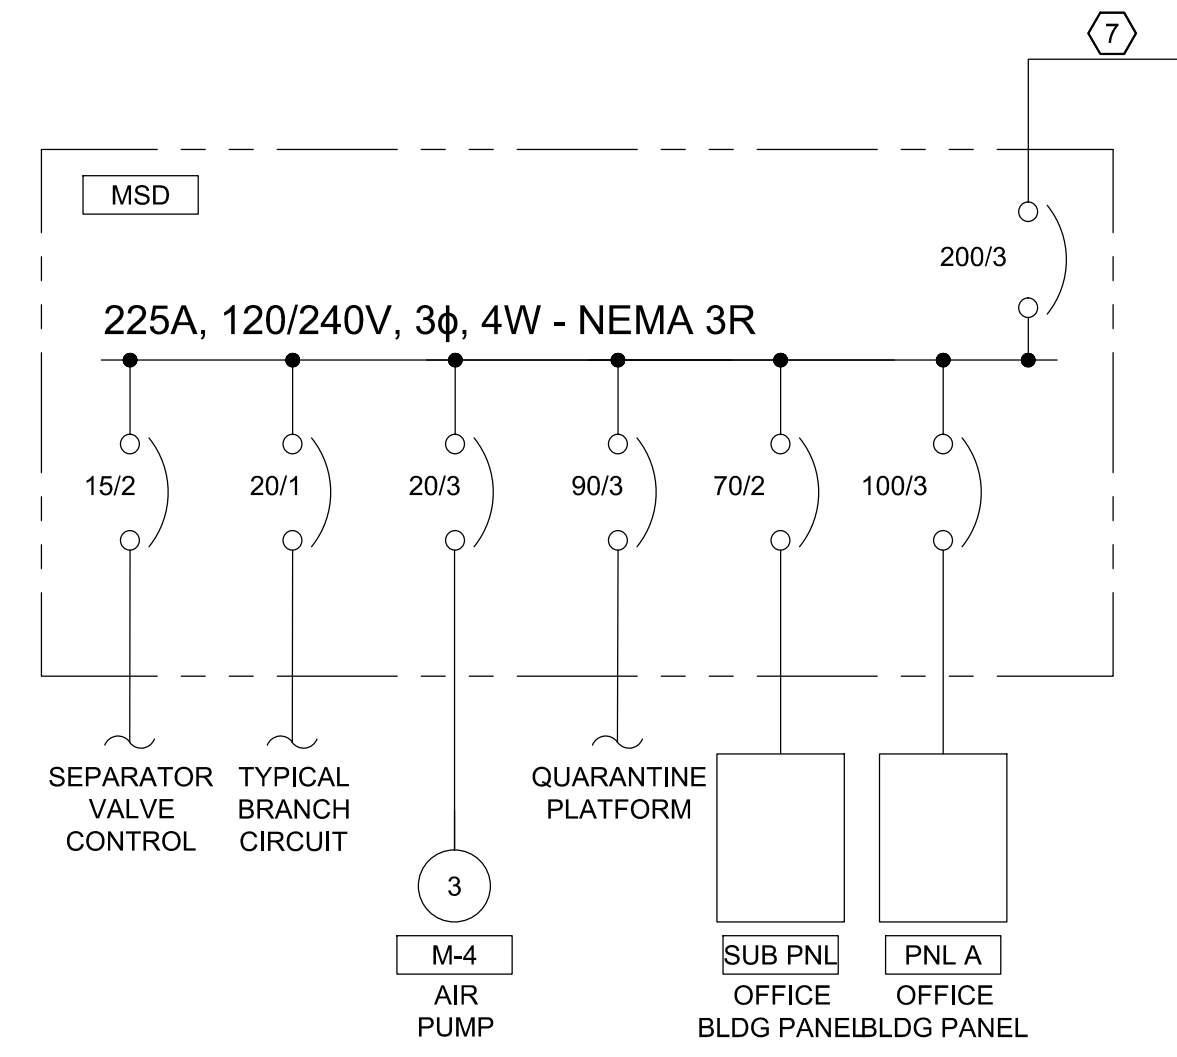 7
MSD
200/3
225A, 120/240V, 3ϕ, 4W - NEMA 3R
15/2
20/1
20/3
90/3
70/2
100/3
SEPARATOR
VALVE
CONTROL
TYPICAL
BRANCH
CIRCUIT
3
M-4
AIR
PUMP
QUARANTINE
PLATFORM
SUB PNL
OFFICE
BLDG PANEL
PNL A
OFFICE
BLDG PANEL